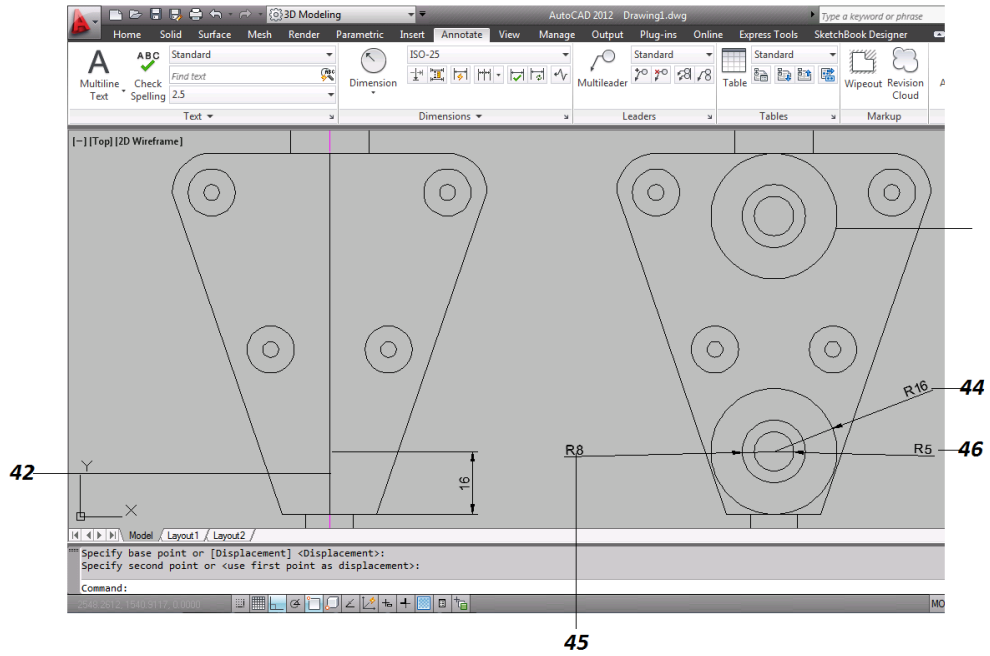 3D Modeling
AutoCAD 2012 Drawing1.dwg
Type a keyword or phrase
Home Solid Surface Mesh Render Parametric Insert Annotate View Manage Output Plug-ins Online Express Tools SketchBook Designer
A ABC Standard ISO-25 Standard Standard
Find text
Multiline Text
Check Spelling
2.5
Dimension
Multileader
Table
Wipeout
Revision Cloud
A
Text Dimensions Leaders Tables Markup
[−] [Top] [2D Wireframe]
R16 44
R8
R5 46
42
Y
16
X
Model Layout1 Layout2
Specify base point or [Displacement] <Displacement>:
Specify second point or <use first point as displacement>:
Command:
MO
45